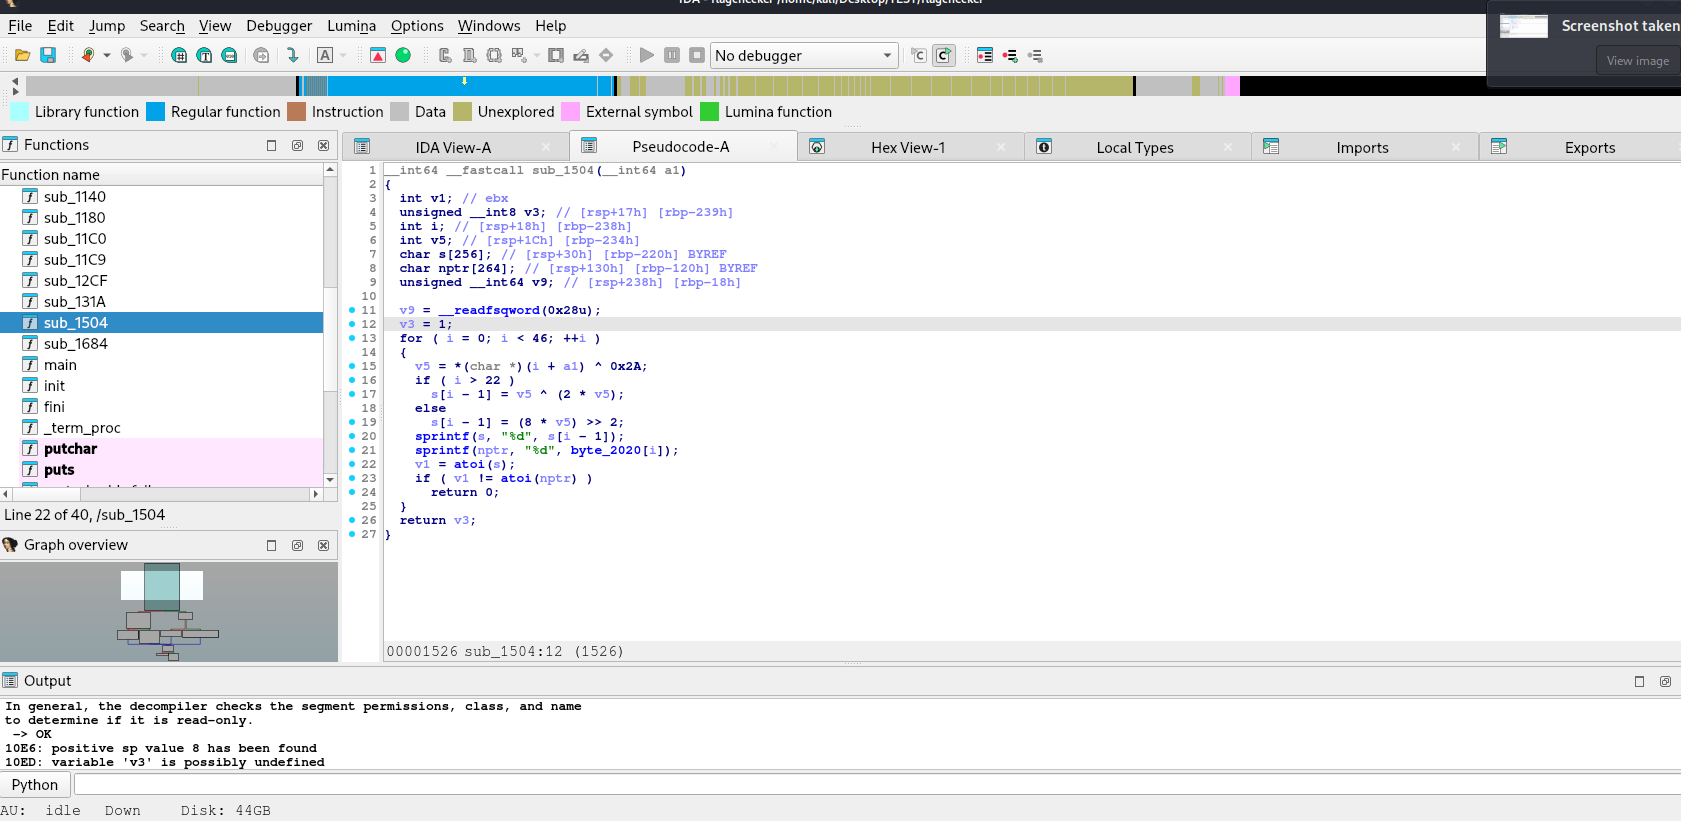 IDA - flagchecker /home/kali/Desktop/TEST/flagchecker
Screenshot taken
View image
File Edit Jump Search View Debugger Lumina Options Windows Help
No debugger
Library function Regular function Instruction Data Unexplored External symbol Lumina function
Functions
IDA View-A Pseudocode-A Hex View-1 Local Types Imports Exports
Function name
sub_1140
sub_1180
sub_11C0
sub_11C9
sub_12CF
sub_131A
sub_1504
sub_1684
main
init
fini
_term_proc
putchar
puts
Line 22 of 40, /sub_1504
Graph overview
1 __int64 __fastcall sub_1504(__int64 a1)
2 {
3 int v1; // ebx
4 unsigned __int8 v3; // [rsp+17h] [rbp-239h]
5 int i; // [rsp+18h] [rbp-238h]
6 int v5; // [rsp+1Ch] [rbp-234h]
7 char s[256]; // [rsp+30h] [rbp-220h] BYREF
8 char nptr[264]; // [rsp+130h] [rbp-120h] BYREF
9 unsigned __int64 v9; // [rsp+238h] [rbp-18h]
10
11 v9 = __readfsqword(0x28u);
12 v3 = 1;
13 for ( i = 0; i < 46; ++i )
14 {
15 v5 = *(char *)(i + a1) ^ 0x2A;
16 if ( i > 22 )
17 s[i - 1] = v5 ^ (2 * v5);
18 else
19 s[i - 1] = (8 * v5) >> 2;
20 sprintf(s, "%d", s[i - 1]);
21 sprintf(nptr, "%d", byte_2020[i]);
22 v1 = atoi(s);
23 if ( v1 != atoi(nptr) )
24 return 0;
25 }
26 return v3;
27 }
00001526 sub_1504:12 (1526)
Output
In general, the decompiler checks the segment permissions, class, and name
to determine if it is read-only.
-> OK
10E6: positive sp value 8 has been found
10ED: variable 'v3' is possibly undefined
Python
AU: idle Down Disk: 44GB